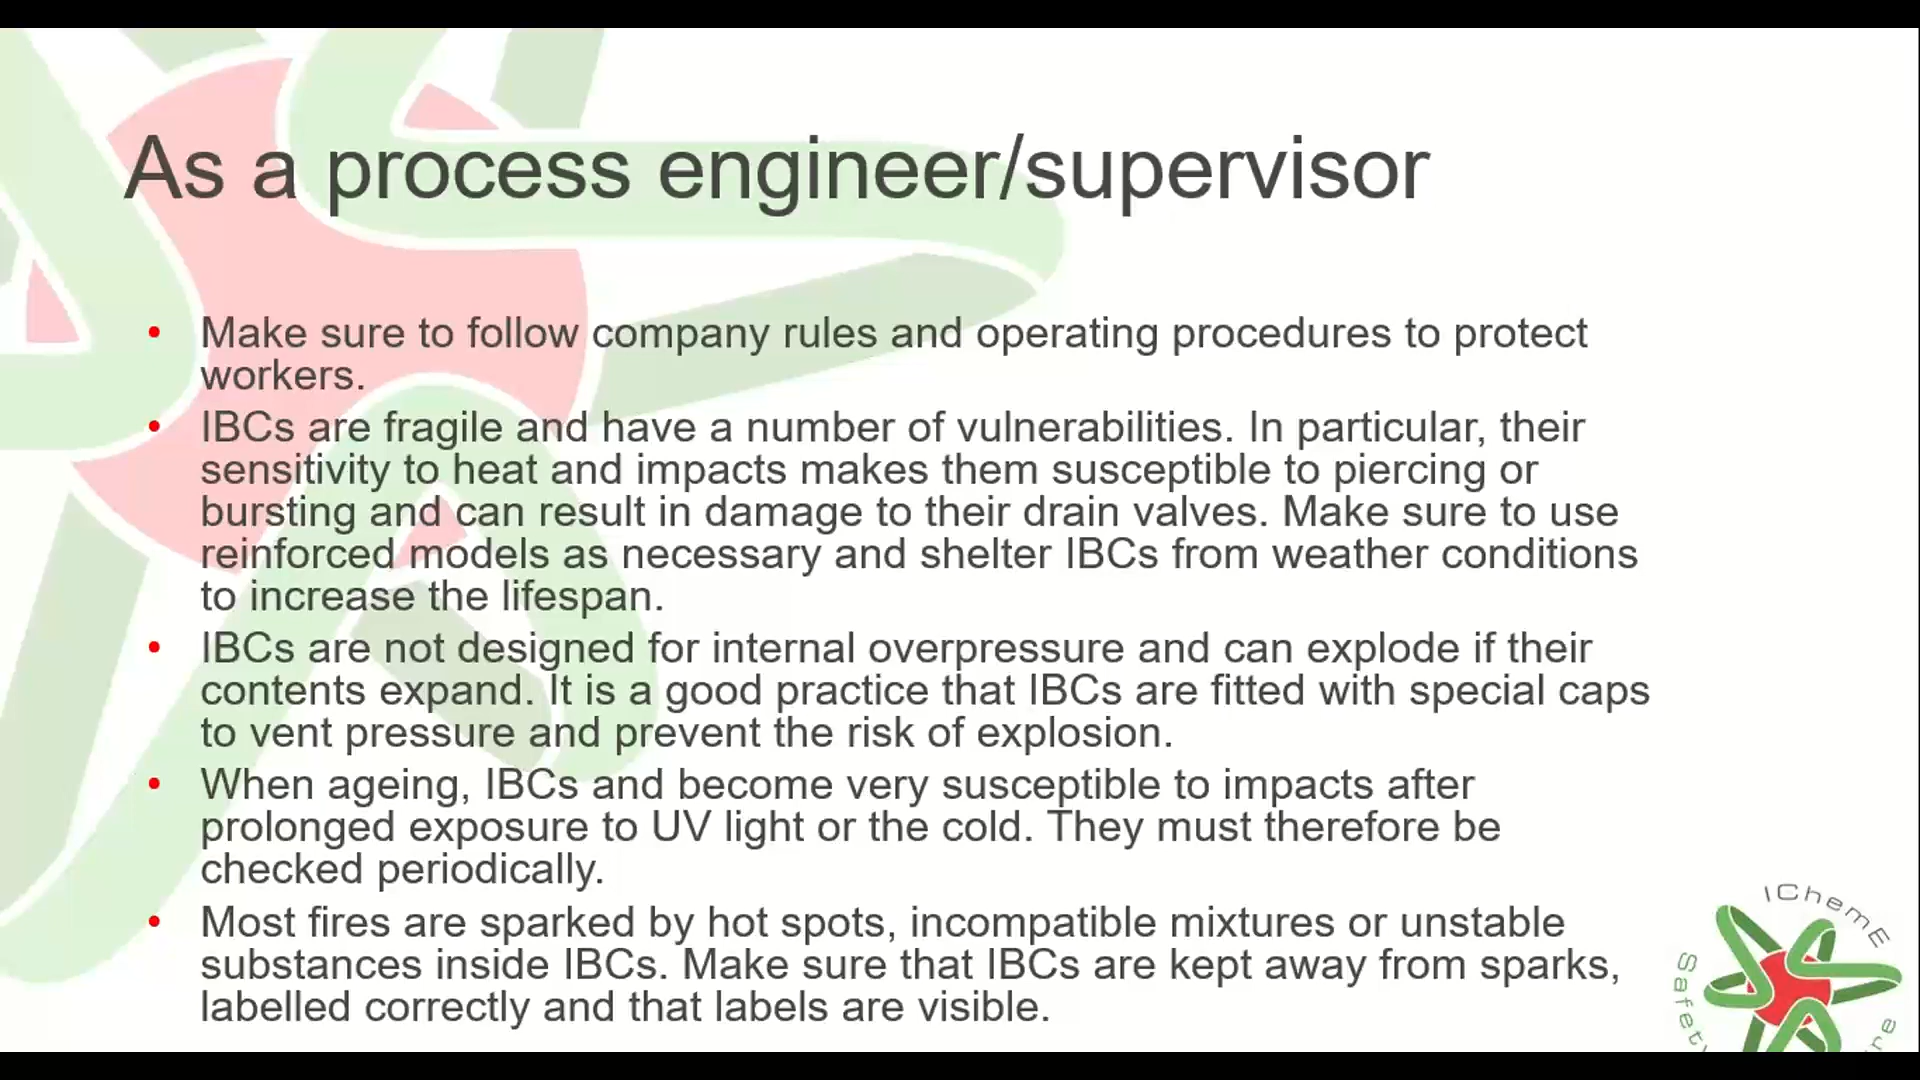 As a process engineer/supervisor
• Make sure to follow company rules and operating procedures to protect
workers.
• IBCs are fragile and have a number of vulnerabilities. In particular, their
sensitivity to heat and impacts makes them susceptible to piercing or
bursting and can result in damage to their drain valves. Make sure to use
reinforced models as necessary and shelter IBCs from weather conditions
to increase the lifespan.
• IBCs are not designed for internal overpressure and can explode if their
contents expand. It is a good practice that IBCs are fitted with special caps
to vent pressure and prevent the risk of explosion.
• When ageing, IBCs and become very susceptible to impacts after
prolonged exposure to UV light or the cold. They must therefore be
checked periodically.
• Most fires are sparked by hot spots, incompatible mixtures or unstable
substances inside IBCs. Make sure that IBCs are kept away from sparks,
labelled correctly and that labels are visible.
IChemE